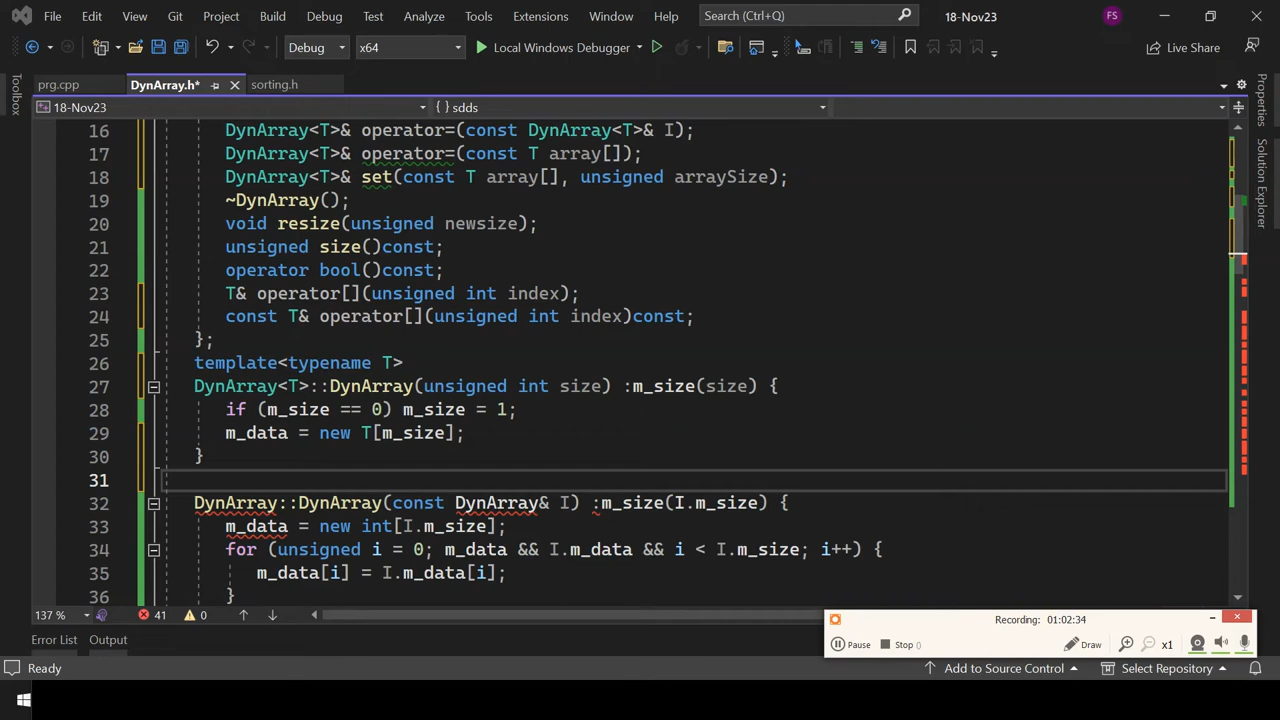 File Edit View Git Project Build Debug Test Analyze Tools Extensions Window Help Search (Ctrl+Q) 18-Nov23 FS
Debug x64 Local Windows Debugger Live Share
prg.cpp DynArray.h* sorting.h
18-Nov23 {} sdds
Toolbox
Properties
Solution Explorer
16 DynArray<T>& operator=(const DynArray<T>& I);
17 DynArray<T>& operator=(const T array[]);
18 DynArray<T>& set(const T array[], unsigned arraySize);
19 ~DynArray();
20 void resize(unsigned newsize);
21 unsigned size()const;
22 operator bool()const;
23 T& operator[](unsigned int index);
24 const T& operator[](unsigned int index)const;
25 };
26 template<typename T>
27 DynArray<T>::DynArray(unsigned int size) :m_size(size) {
28 if (m_size == 0) m_size = 1;
29 m_data = new T[m_size];
30 }
31
32 DynArray::DynArray(const DynArray& I) :m_size(I.m_size) {
33 m_data = new int[I.m_size];
34 for (unsigned i = 0; m_data && I.m_data && i < I.m_size; i++) {
35 m_data[i] = I.m_data[i];
36 }
137 % 41 0
Recording: 01:02:34
Pause Stop () Draw x1
Error List Output
Ready Add to Source Control Select Repository